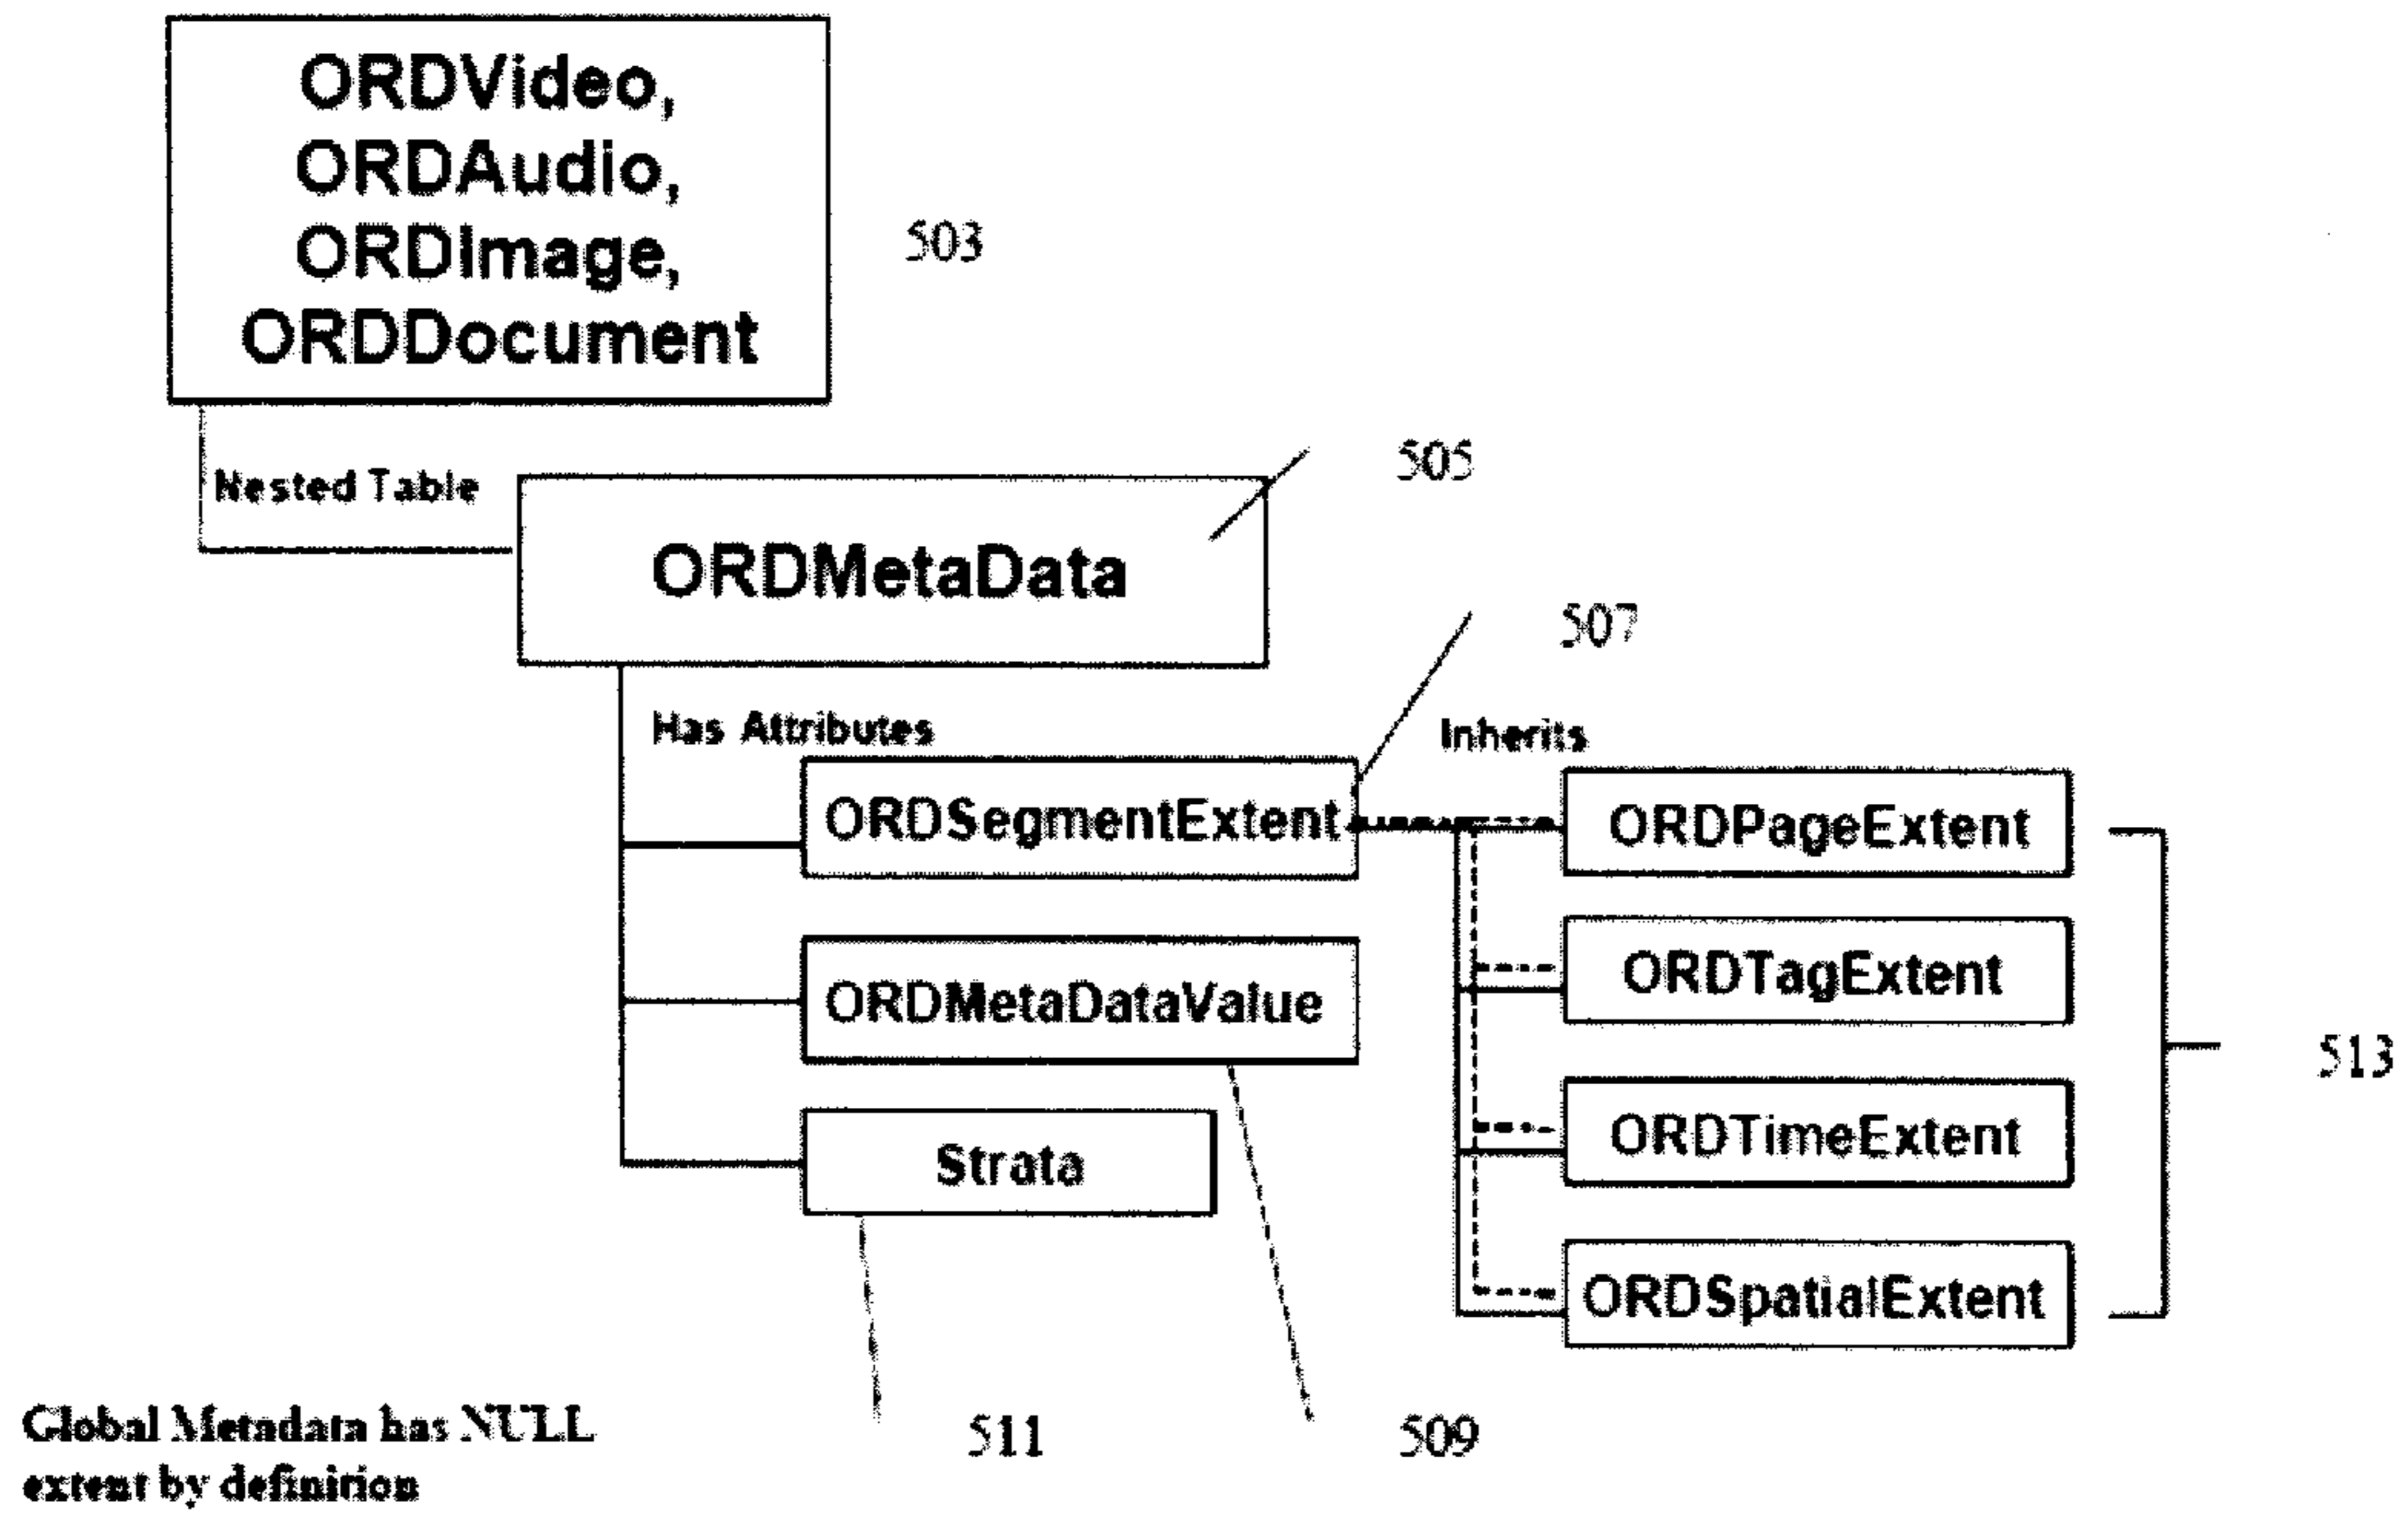 ORDVideo,
ORDAudio,
ORDImage,
ORDDocument
503
Nested Table
505
ORDMetaData
507
Has Attributes
Inherits
ORDSegmentExtent
ORDPageExtent
ORDMetaDataValue
ORDTagExtent
513
Strata
ORDTimeExtent
ORDSpatialExtent
Global Metadata has NULL
extent by definition
511
509